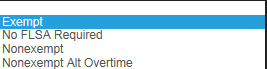 Exempt
No FLSA Required
Nonexempt
Nonexempt Alt Overtime